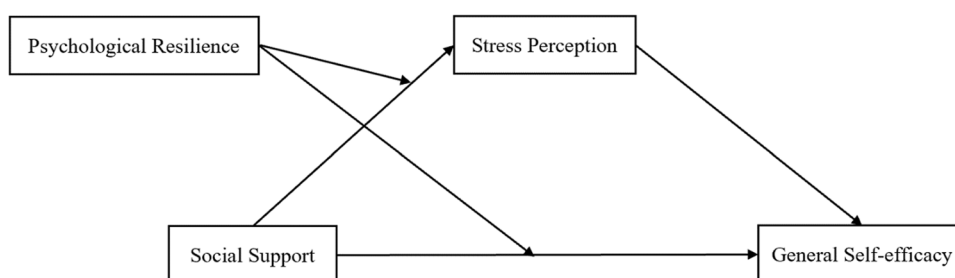 Psychological Resilience
Stress Perception
Social Support
General Self-efficacy